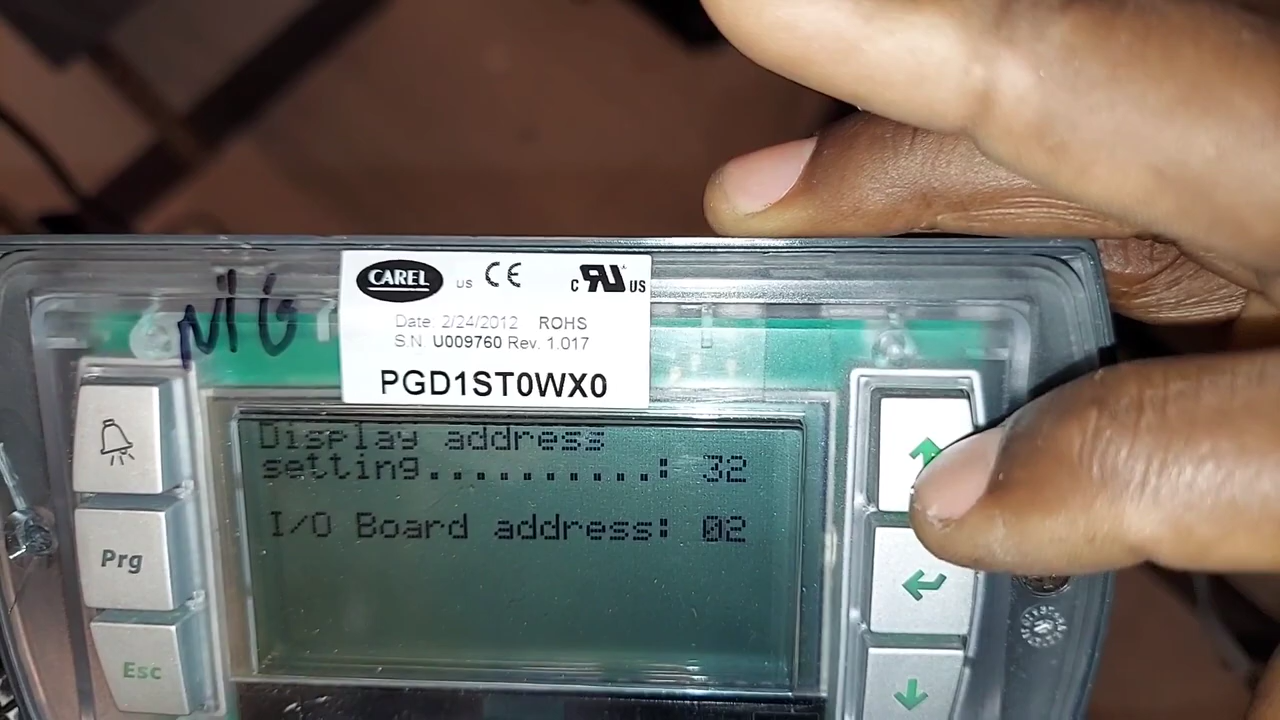 CAREL
US CE
C RU US
Date 2/24/2012 ROHS
S.N. U009760 Rev. 1.017
PGD1ST0WX0
Display address
setting..........: 32
I/O Board address: 02
Prg
Esc